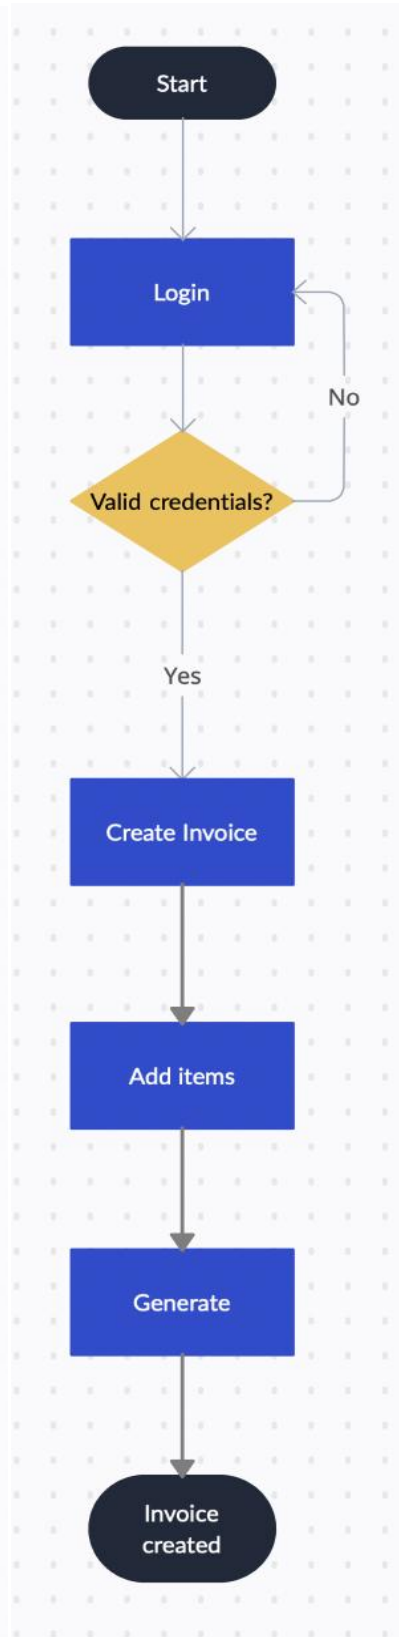 Start
Login
No
Valid credentials?
Yes
Create Invoice
Add items
Generate
Invoice
created